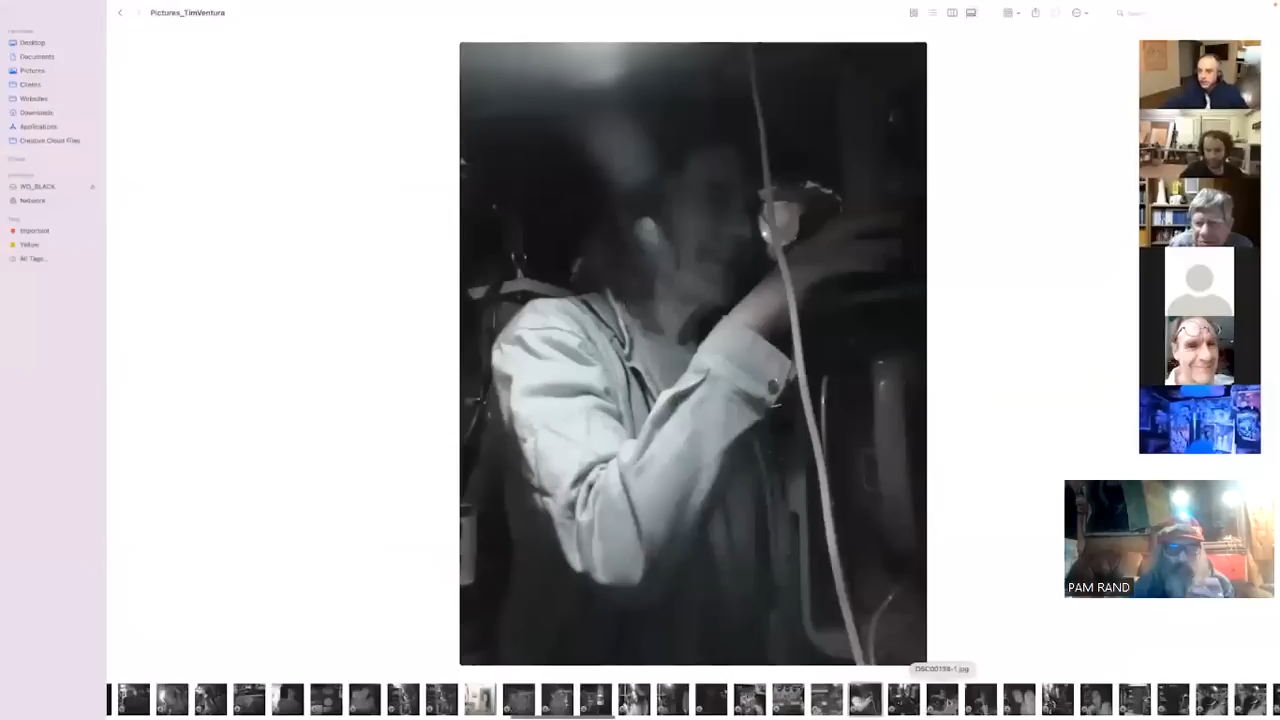 Pictures_TimVentura
Search
Desktop
Documents
Pictures
Clients
Websites
Downloads
Applications
Creative Cloud Files
WD_BLACK
Network
Important
Yellow
All Tags...
PAM RAND